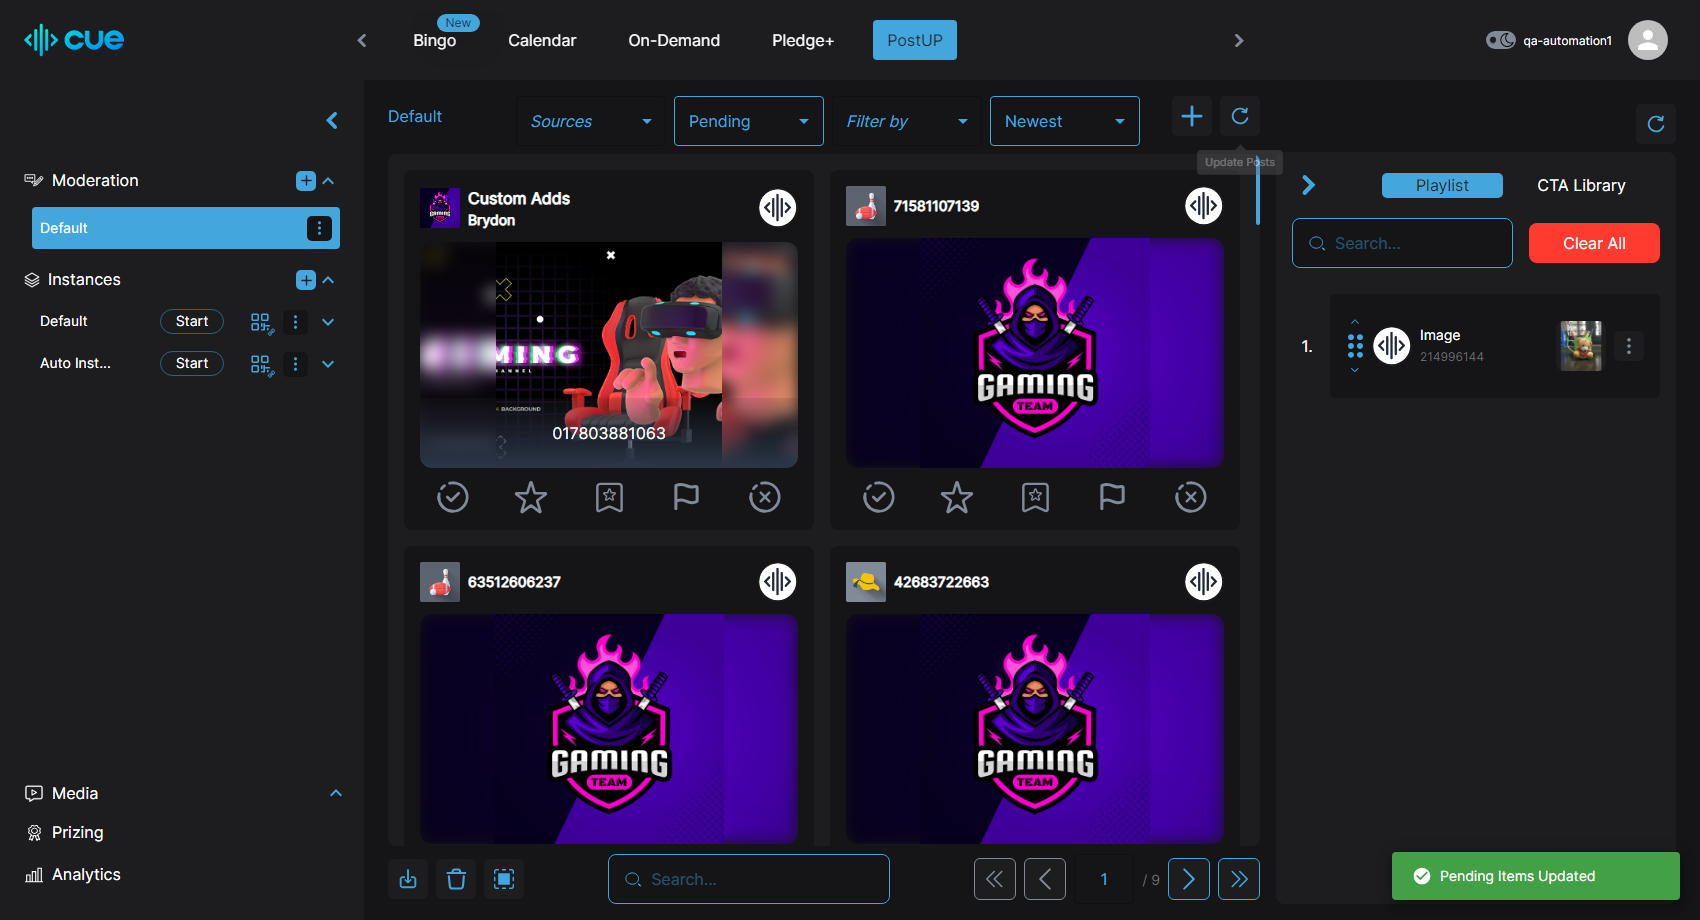 cue
New
Bingo
Calendar
On-Demand
Pledge+
PostUP
qa-automation1
Default
Sources
Pending
Filter by
Newest
Update Posts
Moderation
Default
Instances
Default
Start
Auto Inst...
Start
Media
Prizing
Analytics
Custom Adds
Brydon
MING
ANNEL
BACKGROUND
017803881063
71581107139
GAMING
TEAM
63512606237
GAMING
TEAM
42683722663
GAMING
TEAM
Search...
1
/ 9
Playlist
CTA Library
Search...
Clear All
1.
Image
214996144
Pending Items Updated